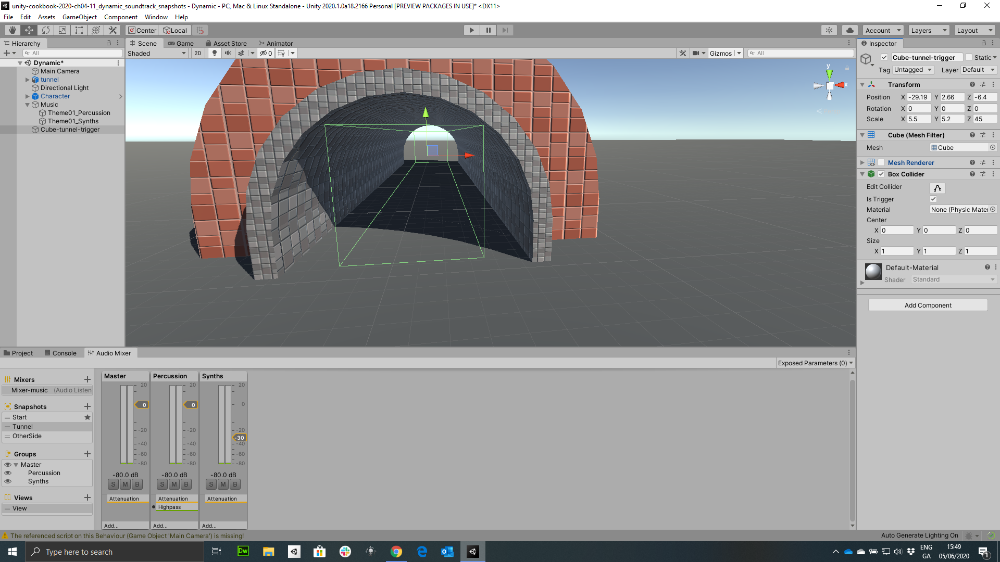 unity-cookbook-2020-ch04-11_dynamic_soundtrack_snapshots - Dynamic - PC, Mac & Linux Standalone - Unity 2020.1.0a18.2166 Personal [PREVIEW PACKAGES IN USE]* <DX11>
File Edit Assets GameObject Component Window Help
Center Local Account Layers Layout
Hierarchy
All
Dynamic*
Main Camera
tunnel
Directional Light
Character
Music
Theme01_Percussion
Theme01_Synths
Cube-tunnel-trigger
Scene Game Asset Store Animator
Shaded 2D 0 Gizmos All
y
x
Inspector
Cube-tunnel-trigger Static
Tag Untagged Layer Default
Transform
Position X -29.19 Y 2.66 Z -6.4
Rotation X 0 Y 0 Z 0
Scale X 5.5 Y 5.2 Z 45
Cube (Mesh Filter)
Mesh Cube
Mesh Renderer
Box Collider
Edit Collider
Is Trigger
Material None (Physic Mater
Center
X 0 Y 0 Z 0
Size
X 1 Y 1 Z 1
Default-Material
Shader Standard
Add Component
Project Console Audio Mixer
Exposed Parameters (0)
Mixers
Mixer-music (Audio Listen
Snapshots
Start
Tunnel
OtherSide
Groups
Master
Percussion
Synths
Views
View
Master Percussion Synths
20 20 20
0 0 0
-20 -20 -20
-30
-40 -40 -40
-60 -60 -60
-80 -80 -80
-80.0 dB -80.0 dB -80.0 dB
S M B S M B S M B
Attenuation Attenuation Attenuation
Highpass
Add... Add... Add...
The referenced script on this Behaviour (Game Object 'Main Camera') is missing!
Auto Generate Lighting On
Type here to search
Dw
ENG
GA
15:49
05/06/2020
1